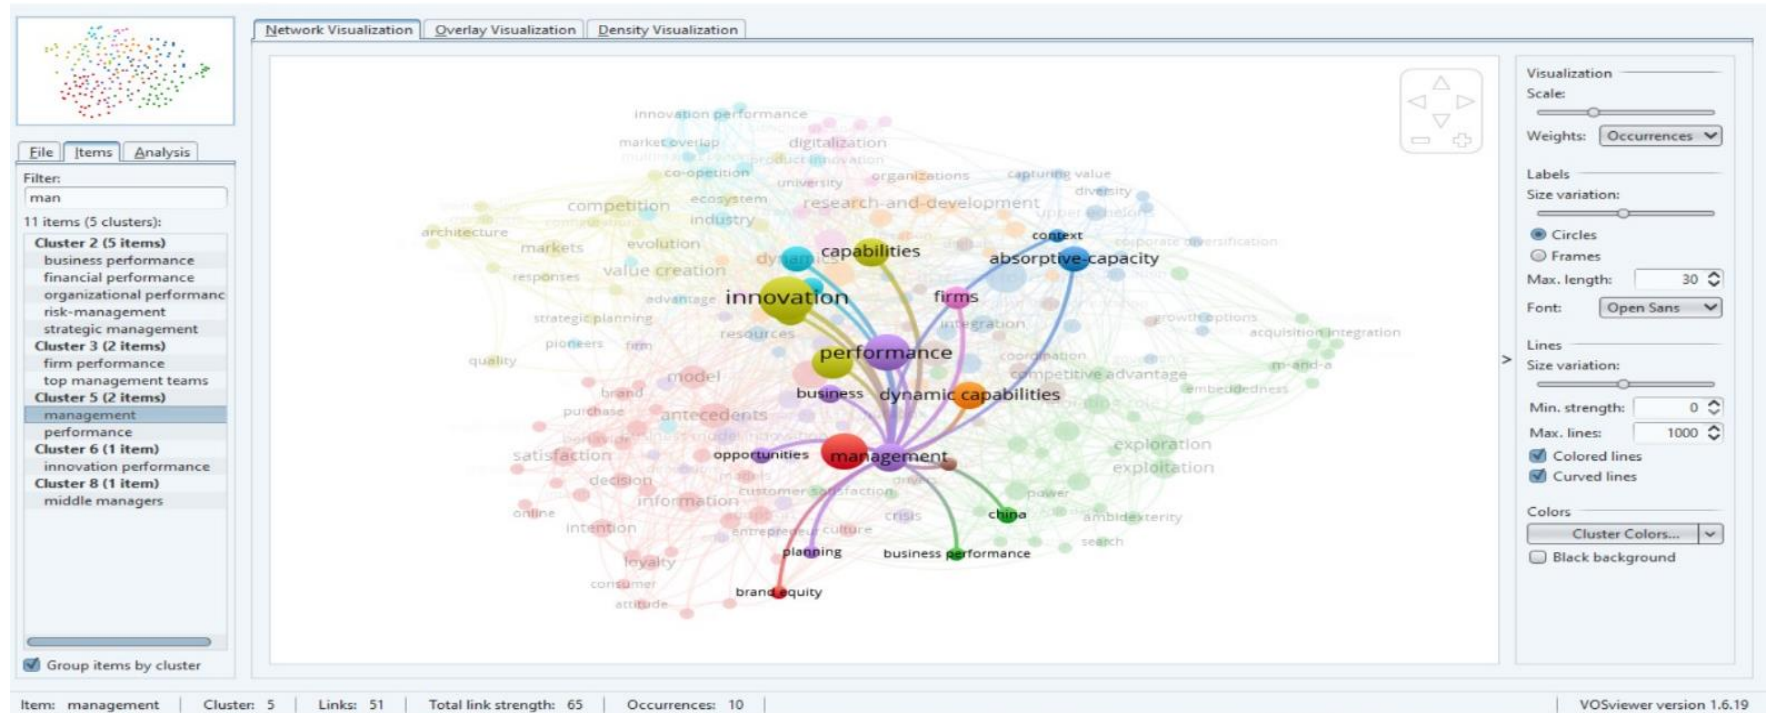 Network Visualization
Overlay Visualization
Density Visualization
File
Items
Analysis
Filter:
man
11 items (5 clusters):
Cluster 2 (5 items)
business performance
financial performance
organizational performanc
risk-management
strategic management
Cluster 3 (2 items)
firm performance
top management teams
Cluster 5 (2 items)
management
performance
Cluster 6 (1 item)
innovation performance
Cluster 8 (1 item)
middle managers
Group items by cluster
innovation performance
market overlap
digitalization
product innovation
co-opetition
university
organizations
capturing value
diversity
competition
ecosystem
research-and-development
upper echelons
industry
architecture
context
corporate diversification
markets
evolution
capabilities
dynamics
absorptive-capacity
responses
value creation
advantage
innovation
firms
strategic planning
resources
integration
growth options
acquisition integration
pioneers
firm
quality
performance
coordination
governance
m-and-a
model
competitive advantage
brand
business
dynamic capabilities
embeddedness
purchase
antecedents
satisfaction
opportunities
management
exploration
exploitation
decision
models
customer satisfaction
information
power
online
intention
crisis
china
ambidexterity
entrepreneur
culture
search
planning
business performance
loyalty
consumer
brand equity
attitude
>
Visualization
Scale:
Weights: Occurrences
Labels
Size variation:
Circles
Frames
Max. length: 30
Font: Open Sans
Lines
Size variation:
Min. strength: 0
Max. lines: 1000
Colored lines
Curved lines
Colors
Cluster Colors...
Black background
Item: management | Cluster: 5 | Links: 51 | Total link strength: 65 | Occurrences: 10 |
VOSviewer version 1.6.19